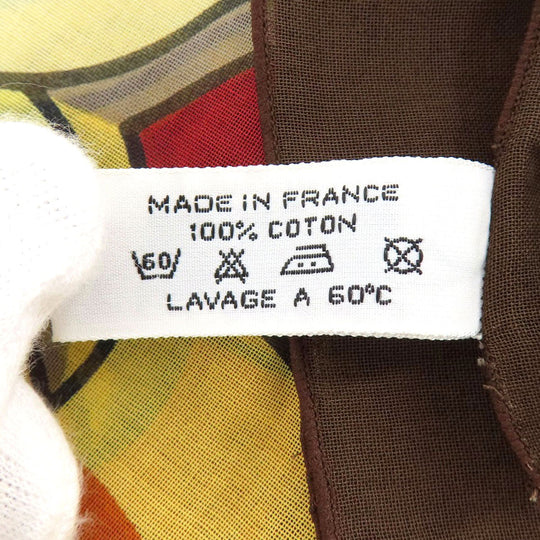 MADE IN FRANCE
100% COTON
60
LAVAGE A 60°C